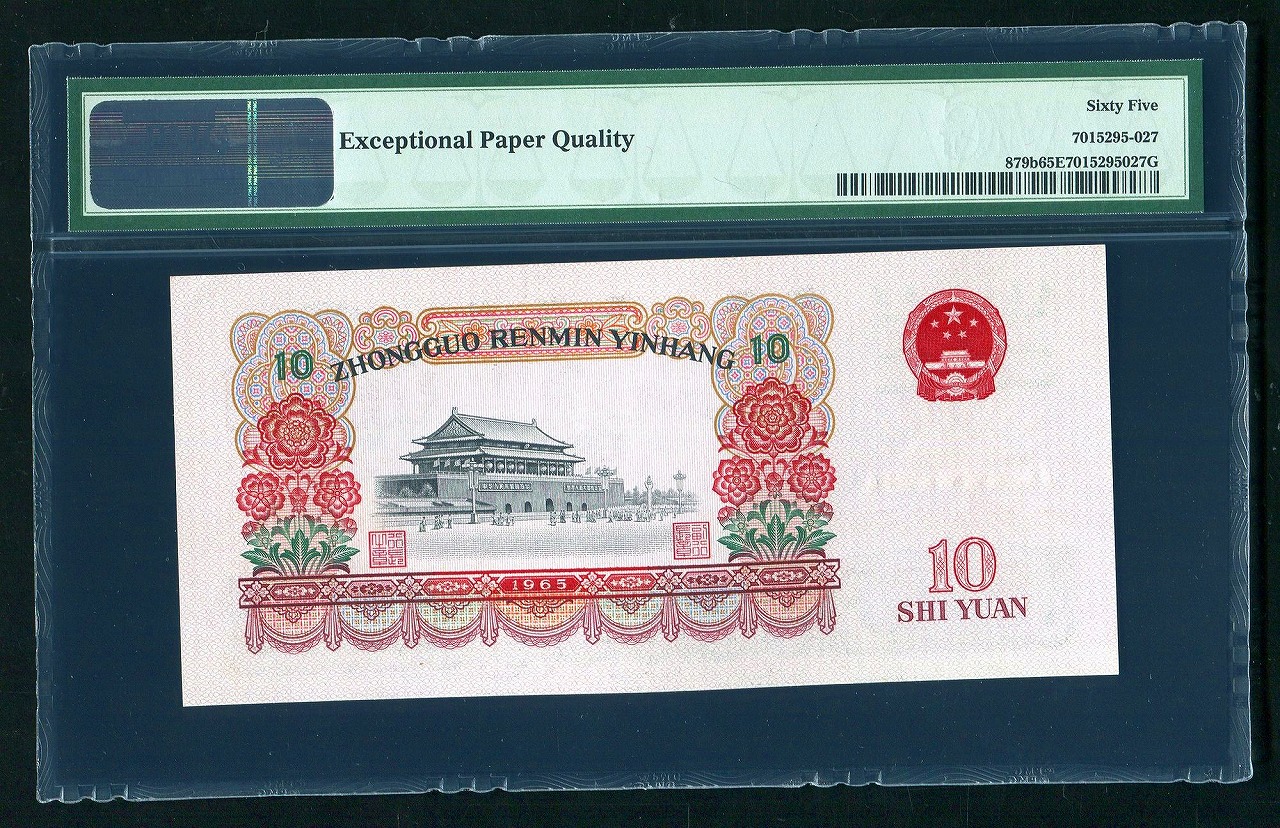 Sixty Five
Exceptional Paper Quality
7015295-027
879b65E7015295027G
ZHONGGUO RENMIN YINHANG
10
10
1965
10
SHI YUAN